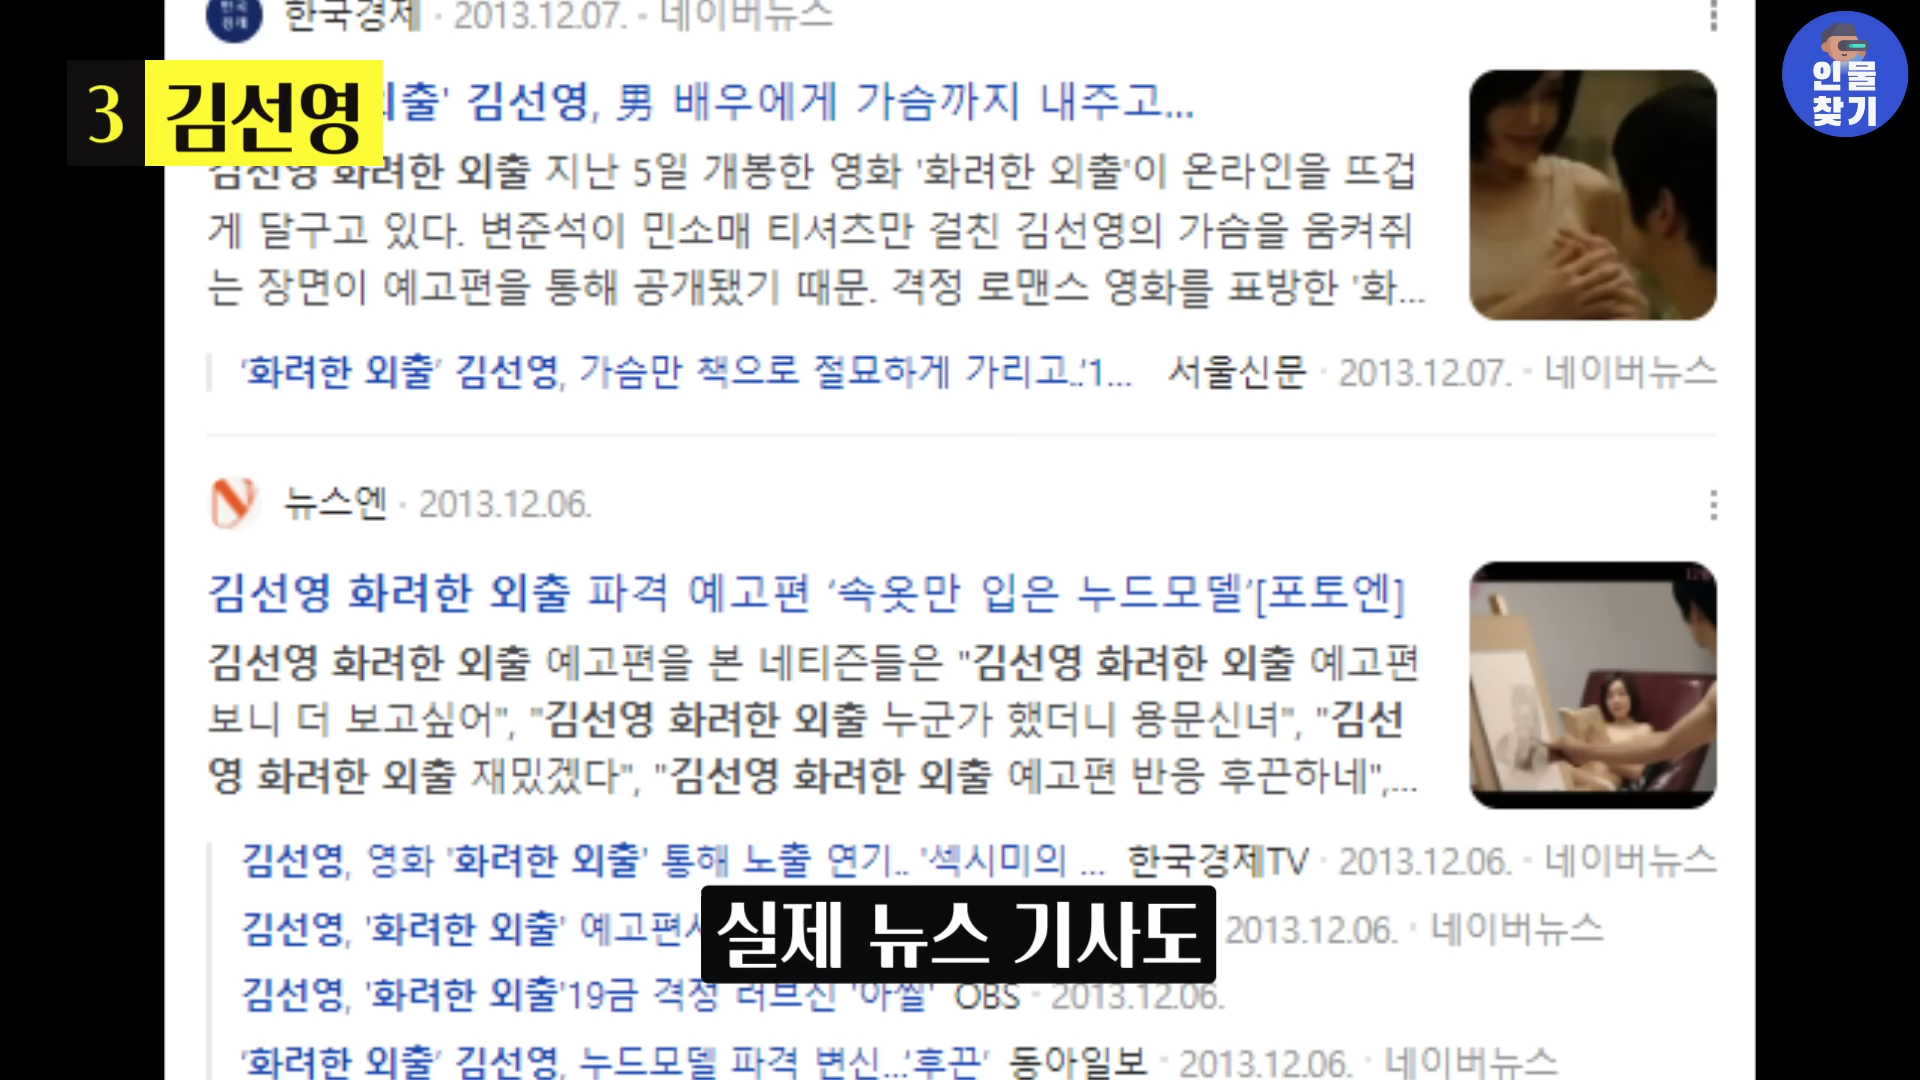 한국경제 · 2013.12.07. · 네이버뉴스
인물
찾기
3 김선영
외출' 김선영, 男 배우에게 가슴까지 내주고...
김선영 화려한 외출 지난 5일 개봉한 영화 '화려한 외출'이 온라인을 뜨겁
게 달구고 있다. 변준석이 민소매 티셔츠만 걸친 김선영의 가슴을 움켜쥐
는 장면이 예고편을 통해 공개됐기 때문. 격정 로맨스 영화를 표방한 '화...
'화려한 외출' 김선영, 가슴만 책으로 절묘하게 가리고..'1... 서울신문 · 2013.12.07. · 네이버뉴스
뉴스엔 · 2013.12.06.
김선영 화려한 외출 파격 예고편 '속옷만 입은 누드모델'[포토엔]
김선영 화려한 외출 예고편을 본 네티즌들은 "김선영 화려한 외출 예고편
보니 더 보고싶어", "김선영 화려한 외출 누군가 했더니 용문신녀", "김선
영 화려한 외출 재밌겠다", "김선영 화려한 외출 예고편 반응 후끈하네",...
김선영, 영화 '화려한 외출' 통해 노출 연기.. '섹시미의 ... 한국경제TV · 2013.12.06. · 네이버뉴스
김선영, '화려한 외출' 예고편 2013.12.06. · 네이버뉴스
실제 뉴스 기사도
김선영, '화려한 외출'19금 격정 러브신 '아찔' OBS · 2013.12.06.
'화려한 외출' 김선영, 누드모델 파격 변신...'후끈' 동아일보 · 2013.12.06. · 네이버뉴스